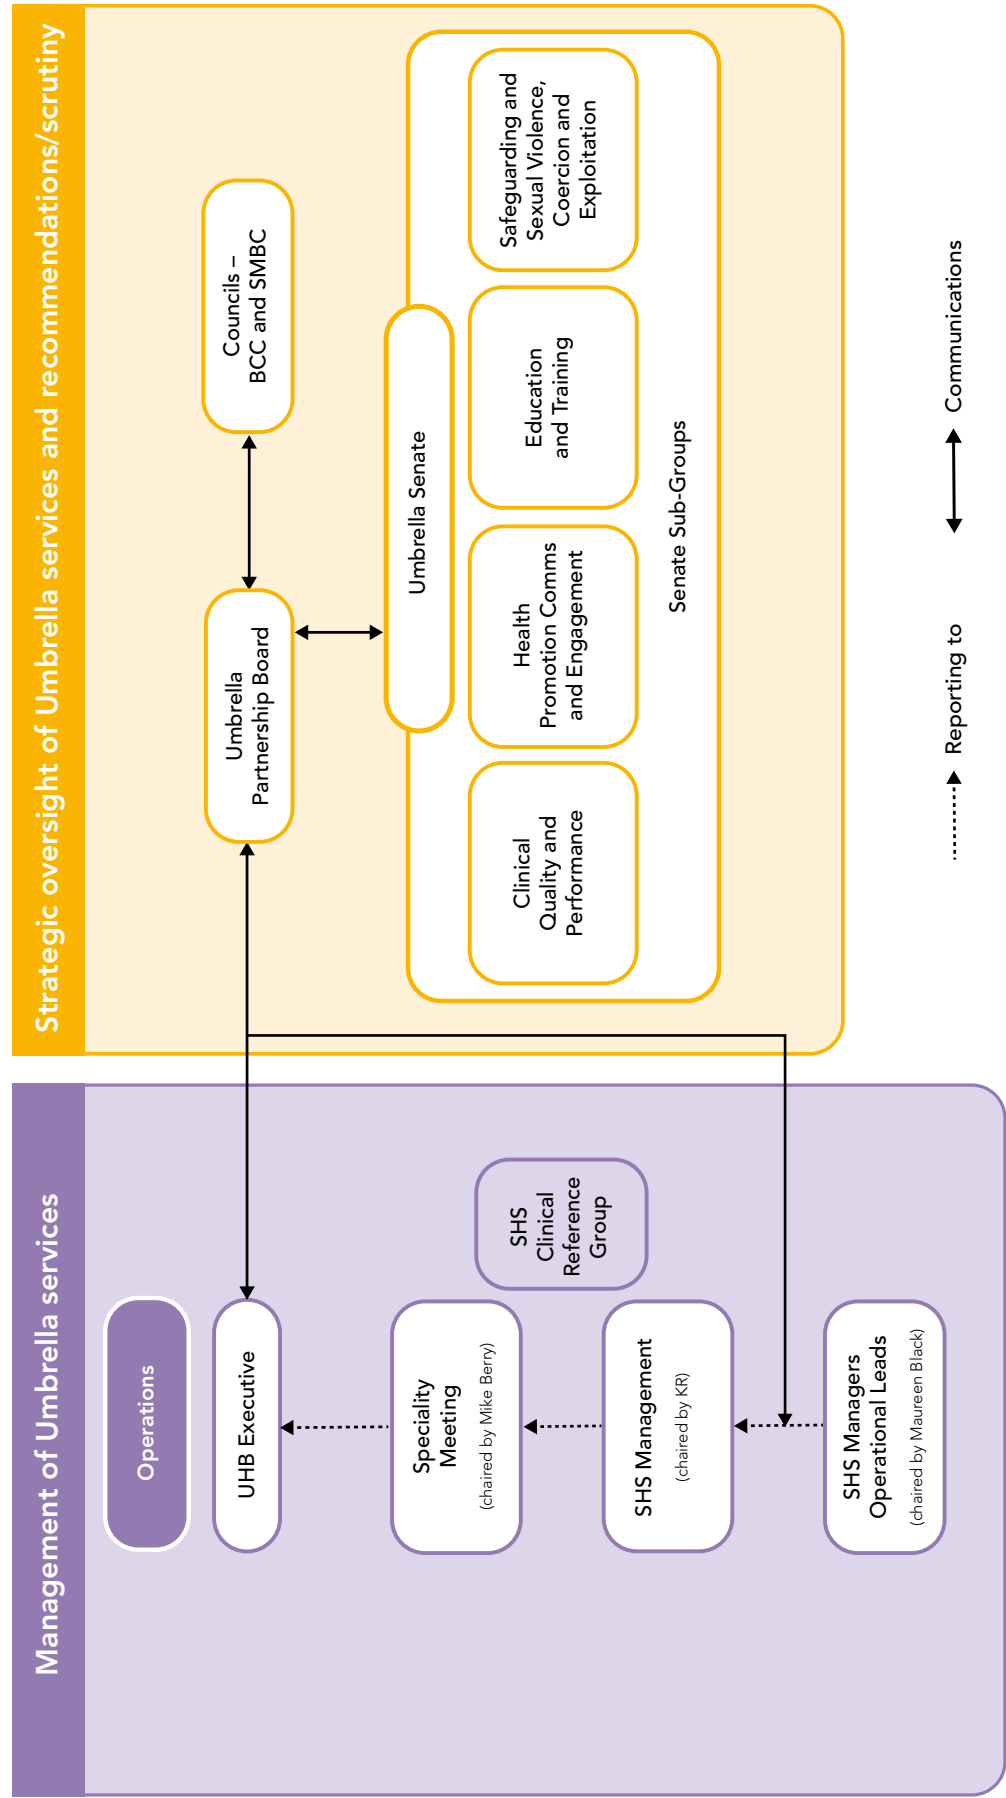 Management of Umbrella services
Operations
UHB Executive
Speciality
Meeting
(chaired by Mike Berry)
SHS Management
(chaired by KR)
SHS Managers
Operational Leads
(chaired by Maureen Black)
SHS
Clinical
Reference
Group
Strategic oversight of Umbrella services and recommendations/scrutiny
Umbrella
Partnership Board
Councils –
BCC and SMBC
Umbrella Senate
Clinical
Quality and
Performance
Health
Promotion Comms
and Engagement
Education
and Training
Safeguarding and
Sexual Violence,
Coercion and
Exploitation
Senate Sub-Groups
Reporting to
Communications